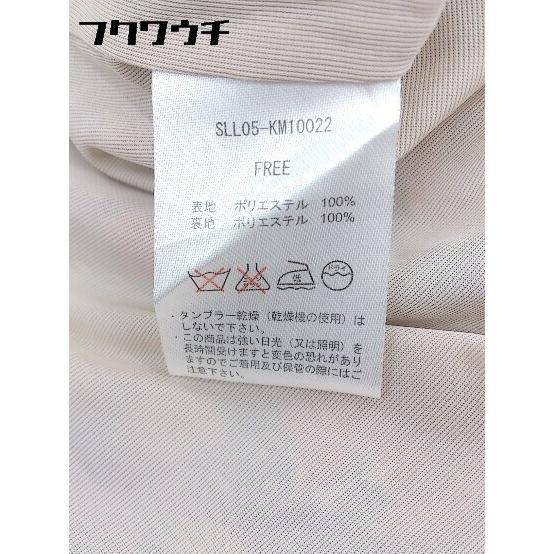 フクワウチ
SLL05-KM10022
FREE
表地 ポリエステル 100%
裏地 ポリエステル 100%
低 ドライ
・タンブラー乾燥（乾燥機の使用）は
しないで下さい。
・この商品は強い日光（又は照明）を
長時間受けますと変色の恐れがあり
ますのでご着用及び保管の際にはご
注意下さい。